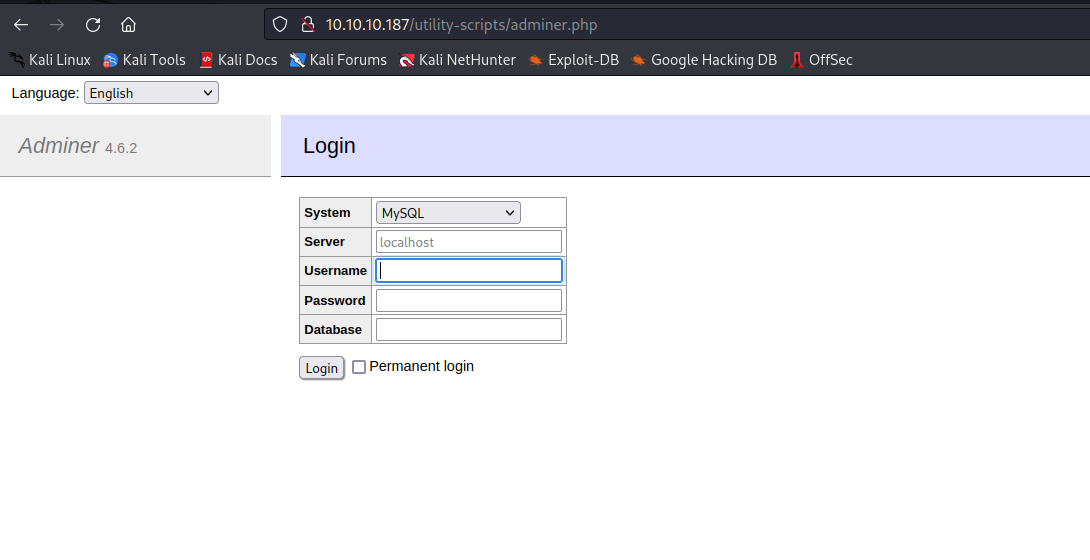 10.10.10.187/utility-scripts/adminer.php
Kali Linux Kali Tools Kali Docs Kali Forums Kali NetHunter Exploit-DB Google Hacking DB OffSec
Language: English
Adminer 4.6.2
Login
System MySQL
Server localhost
Username
Password
Database
Login Permanent login